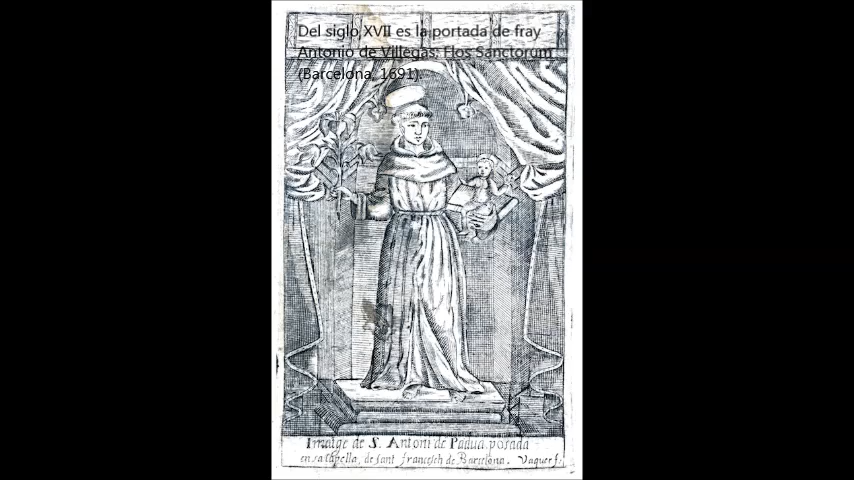 Del siglo XVII es la portada de fray
Antonio de Villegas: Flos Sanctorum
(Barcelona, 1691).
Imatge de S. Antoni de Padua, posada
en sa Capella, de sant francesch de Barcelona. Vaquer f.